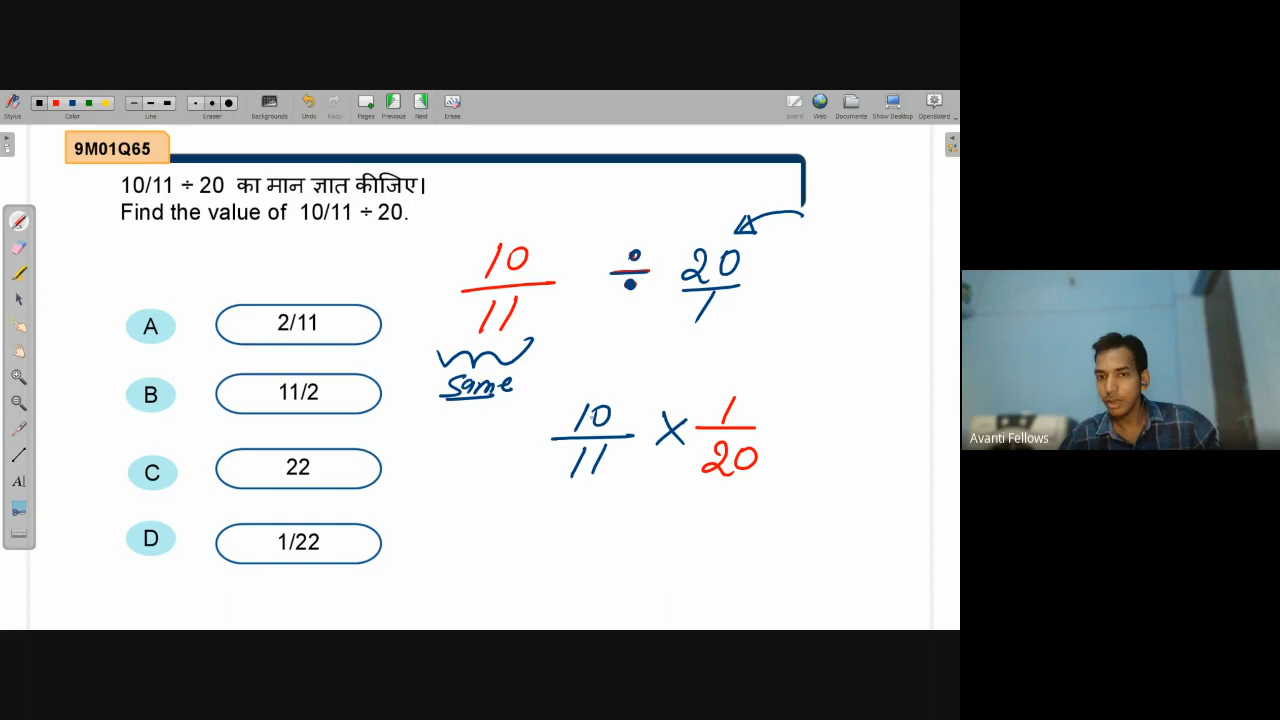 Stylus Color Line Eraser Backgrounds Undo Redo Pages Previous Next Erase Board Web Documents Show Desktop OpenBoard
9M01Q65
10/11 ÷ 20 का मान ज्ञात कीजिए।
Find the value of 10/11 ÷ 20.
10/11 ÷ 20/1
same
10/11 × 1/20
A 2/11
B 11/2
C 22
D 1/22
Avanti Fellows